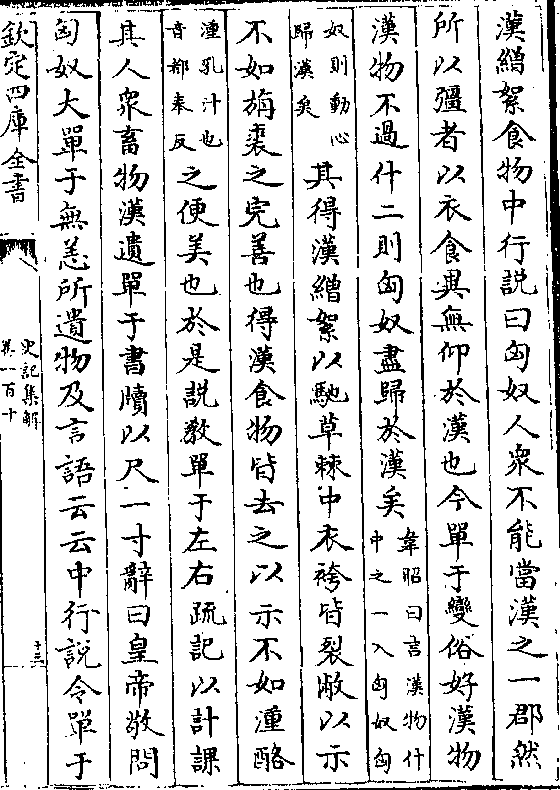 漢繒絮食物中行說曰匈奴人衆不能當漢之一郡然
所以彊者以衣食異無仰於漢也今單于變俗好漢物
漢物不過什二則匈奴盡歸於漢矣韋昭曰言漢物什中之一入匈奴匈
奴則動心歸漢矣其得漢繒絮以馳草棘中衣袴皆裂敝以示
不如旃裘之完善也得漢食物皆去之以示不如湩酪
湩乳汁也音都奉反之便美也於是說教單于左右疏記以計課
其人衆畜物漢遺單于書牘以尺一寸辭曰皇帝敬問
匈奴大單于無恙所遺物及言語云云中行說令單于
欽定四庫全書
史記集解
卷一百十
十三